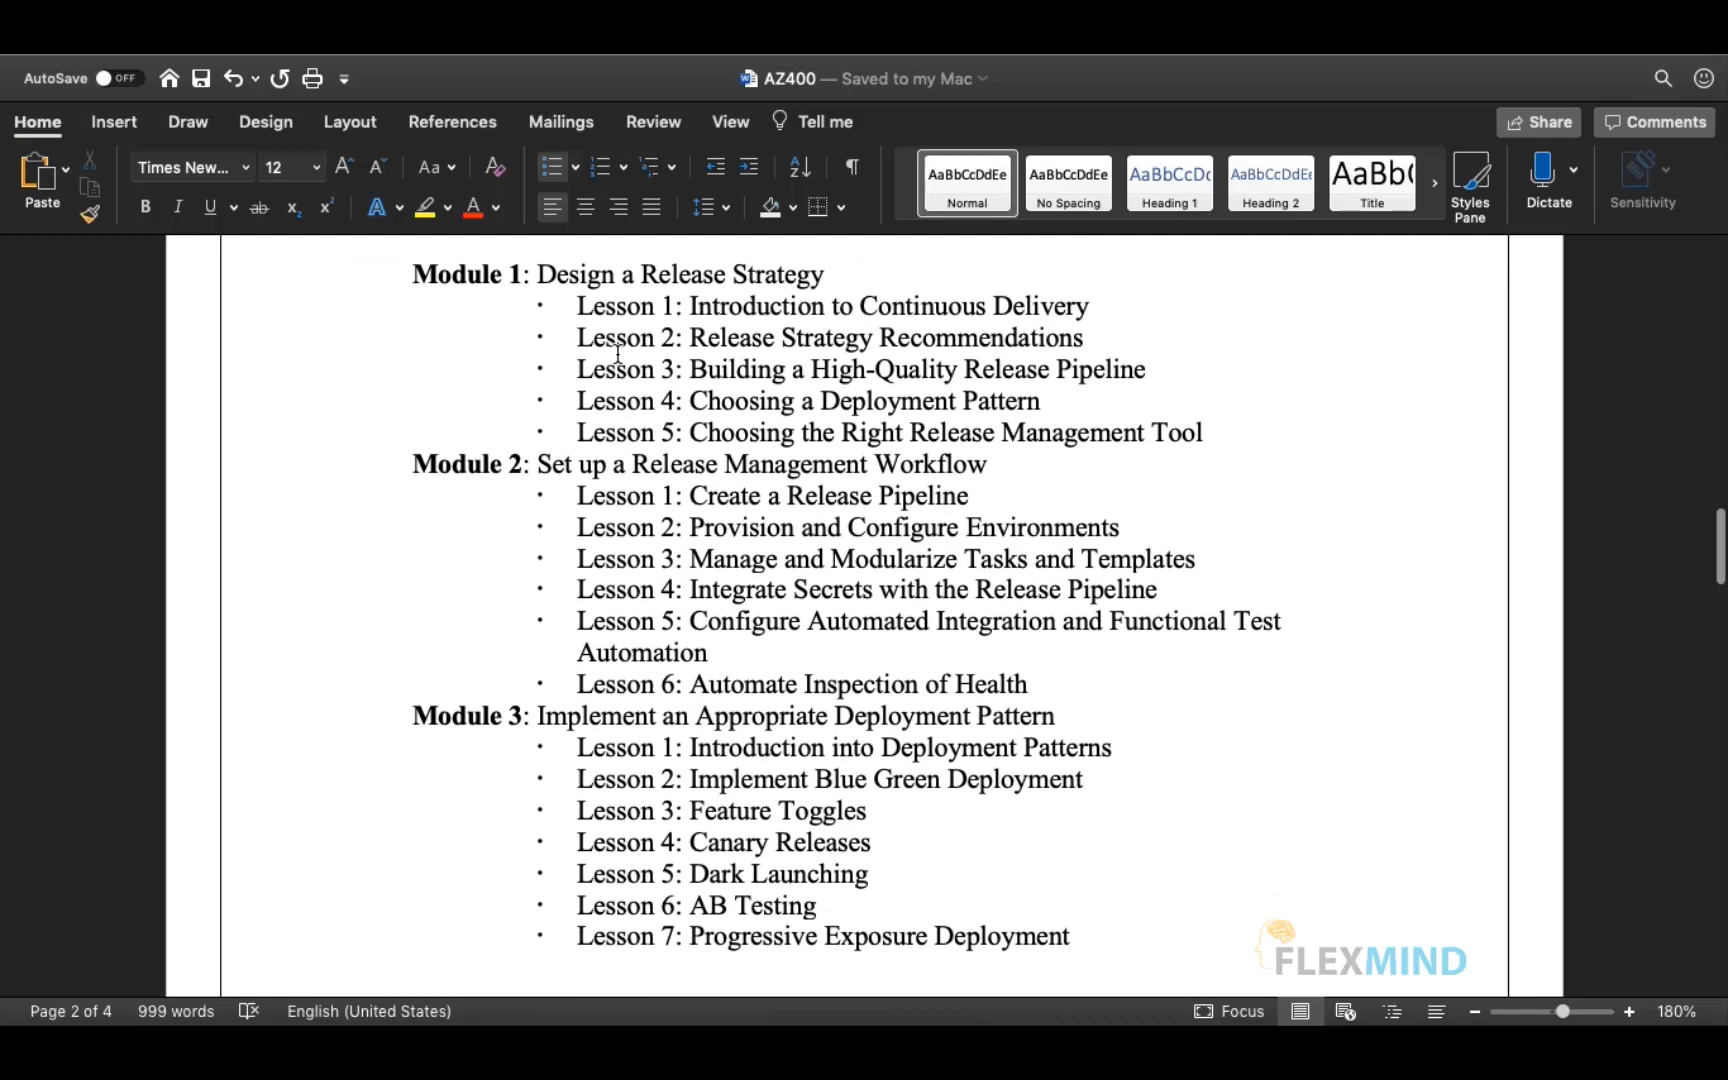 AutoSave OFF AZ400 — Saved to my Mac
Home Insert Draw Design Layout References Mailings Review View Tell me Share Comments
Paste Times New... 12 Aa AaBbCcDdEe Normal AaBbCcDdEe No Spacing AaBbCcDc Heading 1 AaBbCcDdEe Heading 2 AaBb( Title Styles Pane Dictate Sensitivity
Module 1: Design a Release Strategy
· Lesson 1: Introduction to Continuous Delivery
· Lesson 2: Release Strategy Recommendations
· Lesson 3: Building a High-Quality Release Pipeline
· Lesson 4: Choosing a Deployment Pattern
· Lesson 5: Choosing the Right Release Management Tool
Module 2: Set up a Release Management Workflow
· Lesson 1: Create a Release Pipeline
· Lesson 2: Provision and Configure Environments
· Lesson 3: Manage and Modularize Tasks and Templates
· Lesson 4: Integrate Secrets with the Release Pipeline
· Lesson 5: Configure Automated Integration and Functional Test
Automation
· Lesson 6: Automate Inspection of Health
Module 3: Implement an Appropriate Deployment Pattern
· Lesson 1: Introduction into Deployment Patterns
· Lesson 2: Implement Blue Green Deployment
· Lesson 3: Feature Toggles
· Lesson 4: Canary Releases
· Lesson 5: Dark Launching
· Lesson 6: AB Testing
· Lesson 7: Progressive Exposure Deployment
FLEXMIND
Page 2 of 4 999 words English (United States) Focus 180%